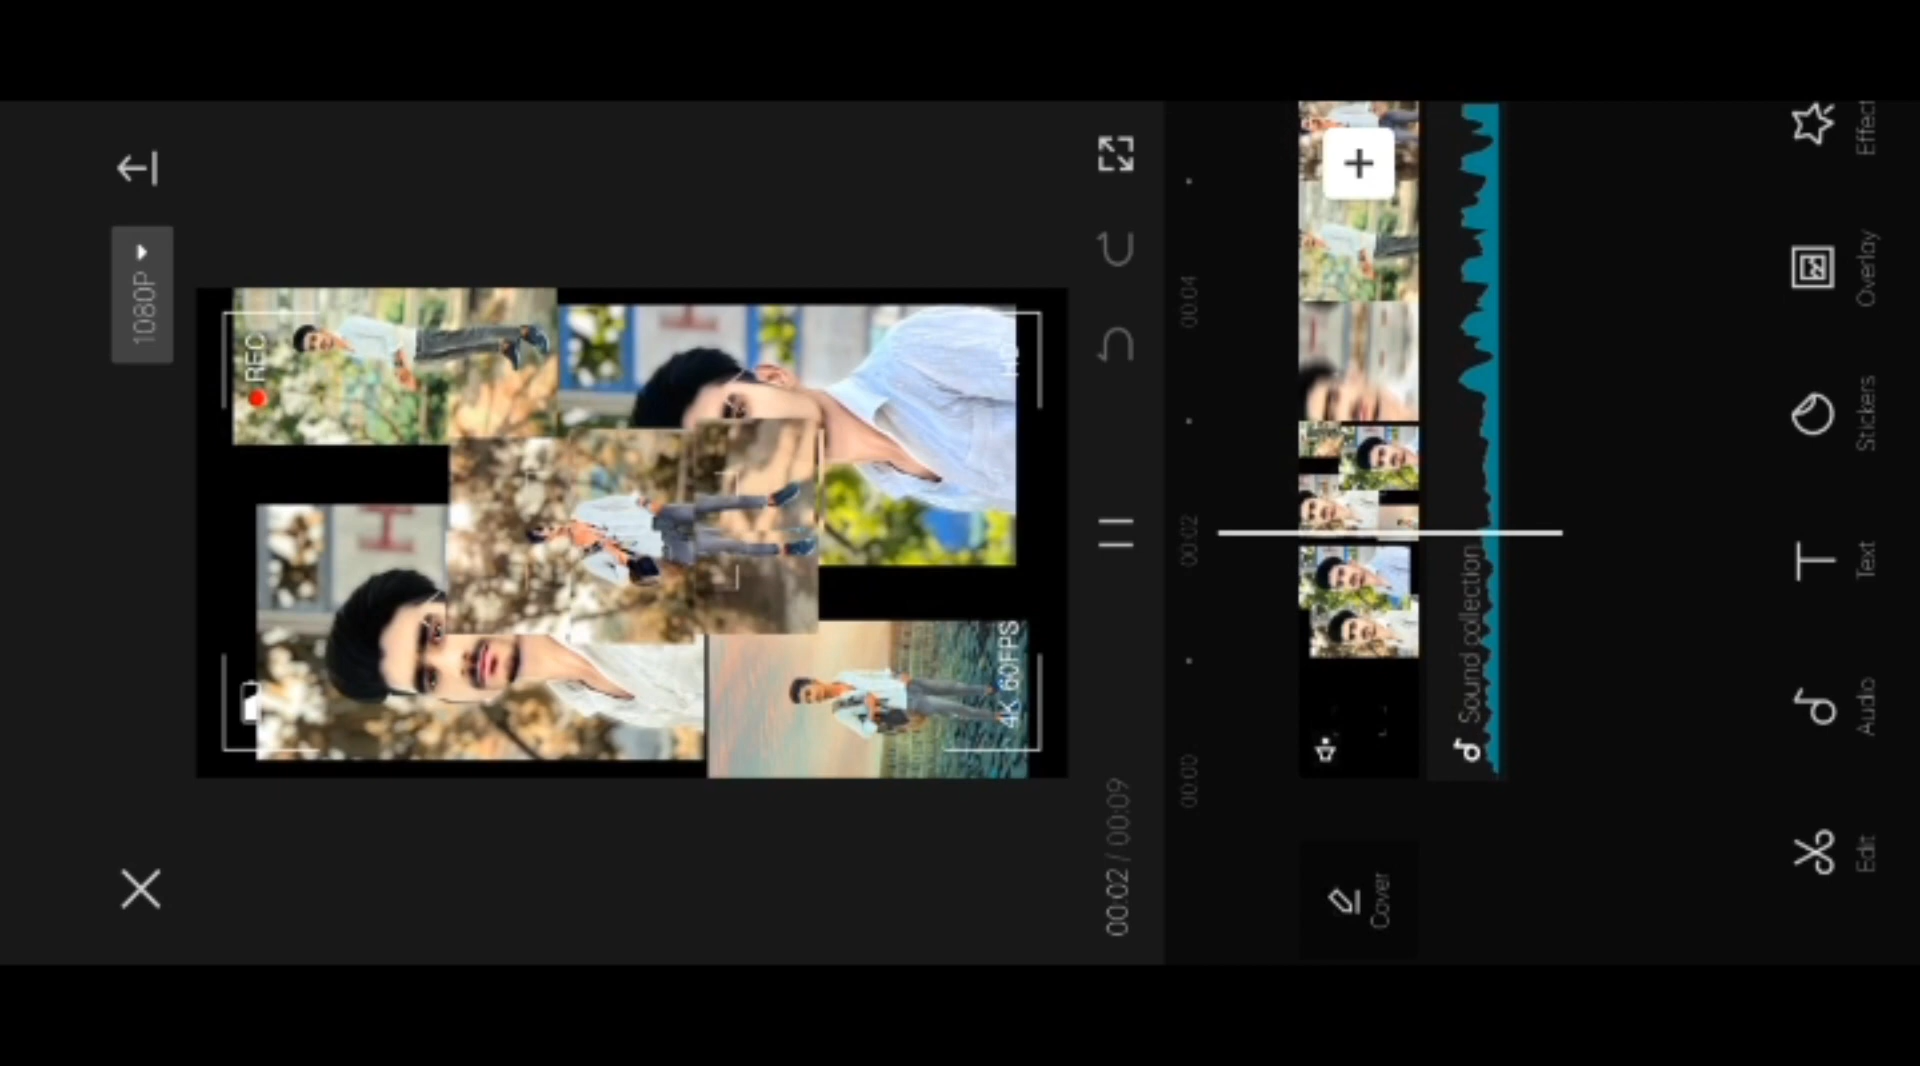 1080P
REC
HD
4K 60FPS
00:02 / 00:09
00:00
00:02
00:04
Cover
Sound collection
Edit
Audio
Text
Stickers
Overlay
Effect